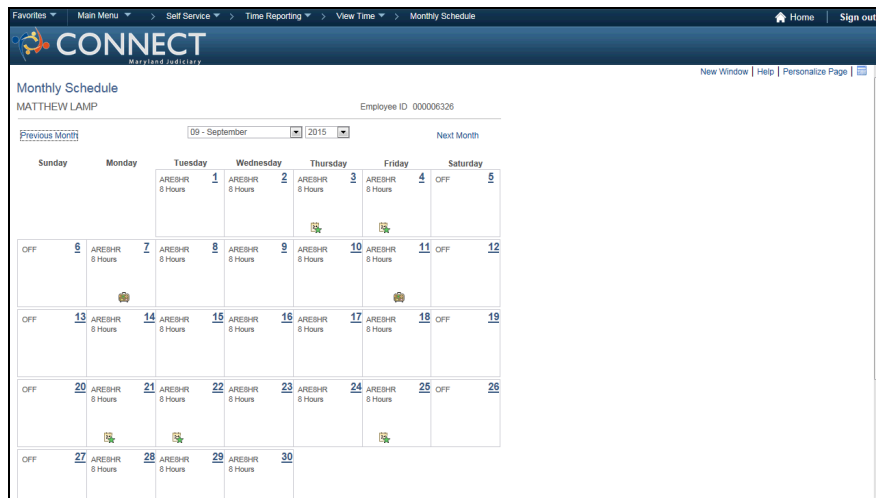 Favorites Main Menu > Self Service > Time Reporting > View Time > Monthly Schedule Home Sign out
CONNECT
Maryland Judiciary
New Window | Help | Personalize Page |
Monthly Schedule
MATTHEW LAMP Employee ID 000006326
Previous Month 09 - September 2015 Next Month
Sunday Monday Tuesday Wednesday Thursday Friday Saturday
ARE8HR 1 ARE8HR 2 ARE8HR 3 ARE8HR 4 OFF 5
8 Hours 8 Hours 8 Hours 8 Hours
OFF 6 ARE8HR 7 ARE8HR 8 ARE8HR 9 ARE8HR 10 ARE8HR 11 OFF 12
8 Hours 8 Hours 8 Hours 8 Hours 8 Hours
OFF 13 ARE8HR 14 ARE8HR 15 ARE8HR 16 ARE8HR 17 ARE8HR 18 OFF 19
8 Hours 8 Hours 8 Hours 8 Hours 8 Hours
OFF 20 ARE8HR 21 ARE8HR 22 ARE8HR 23 ARE8HR 24 ARE8HR 25 OFF 26
8 Hours 8 Hours 8 Hours 8 Hours 8 Hours
OFF 27 ARE8HR 28 ARE8HR 29 ARE8HR 30
8 Hours 8 Hours 8 Hours